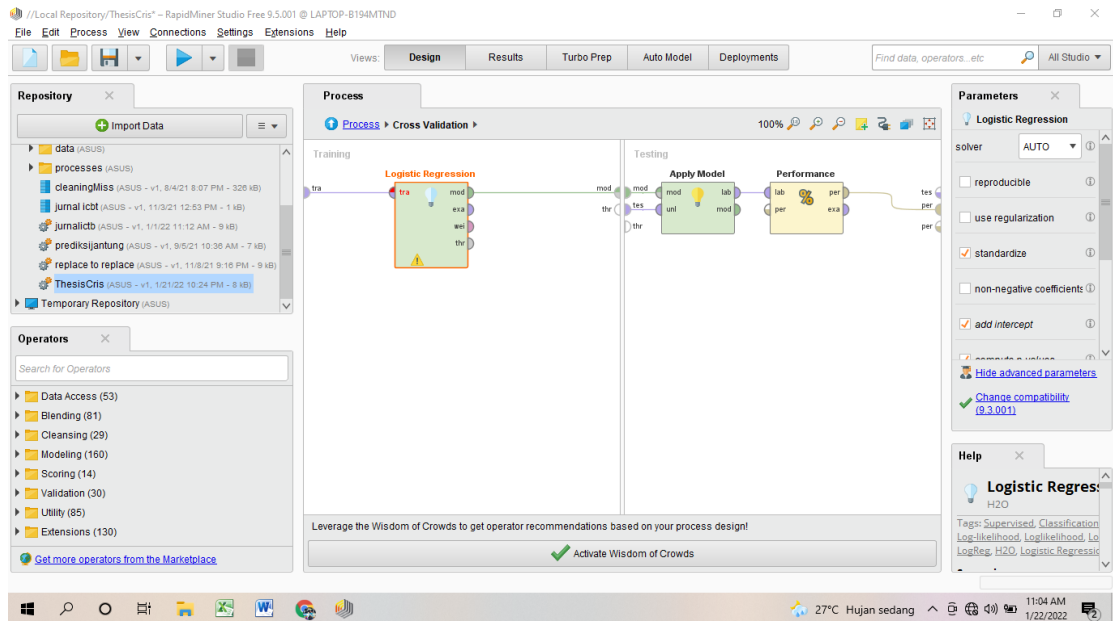 //Local Repository/ThesisCris* – RapidMiner Studio Free 9.5.001 @ LAPTOP-B194MTND
File Edit Process View Connections Settings Extensions Help
Views: Design Results Turbo Prep Auto Model Deployments Find data, operators...etc All Studio
Repository
Import Data
data (ASUS)
processes (ASUS)
cleaningMiss (ASUS - v1, 8/4/21 8:07 PM - 326 kB)
jurnal icbt (ASUS - v1, 11/3/21 12:53 PM - 1 kB)
jurnalictb (ASUS - v1, 1/1/22 11:12 AM - 9 kB)
prediksijantung (ASUS - v1, 9/5/21 10:36 AM - 7 kB)
replace to replace (ASUS - v1, 11/8/21 9:16 PM - 9 kB)
ThesisCris (ASUS - v1, 1/21/22 10:24 PM - 8 kB)
Temporary Repository (ASUS)
Operators
Search for Operators
Data Access (53)
Blending (81)
Cleansing (29)
Modeling (160)
Scoring (14)
Validation (30)
Utility (85)
Extensions (130)
Get more operators from the Marketplace
Process
Process Cross Validation
100%
Training
Testing
Logistic Regression
tra
tra
mod
exa
wei
thr
mod
thr
Apply Model
mod
tes
thr
mod
unl
lab
mod
Performance
lab
per
per
exa
tes
per
per
Leverage the Wisdom of Crowds to get operator recommendations based on your process design!
Activate Wisdom of Crowds
Parameters
Logistic Regression
solver AUTO
reproducible
use regularization
standardize
non-negative coefficients
add intercept
compute p-values
Hide advanced parameters
Change compatibility
(9.3.001)
Help
Logistic Regress
H2O
Tags: Supervised, Classification
Log-likelihood, Loglikelihood, Lo
LogReg, H2O, Logistic Regressio
27°C Hujan sedang
11:04 AM
1/22/2022
2